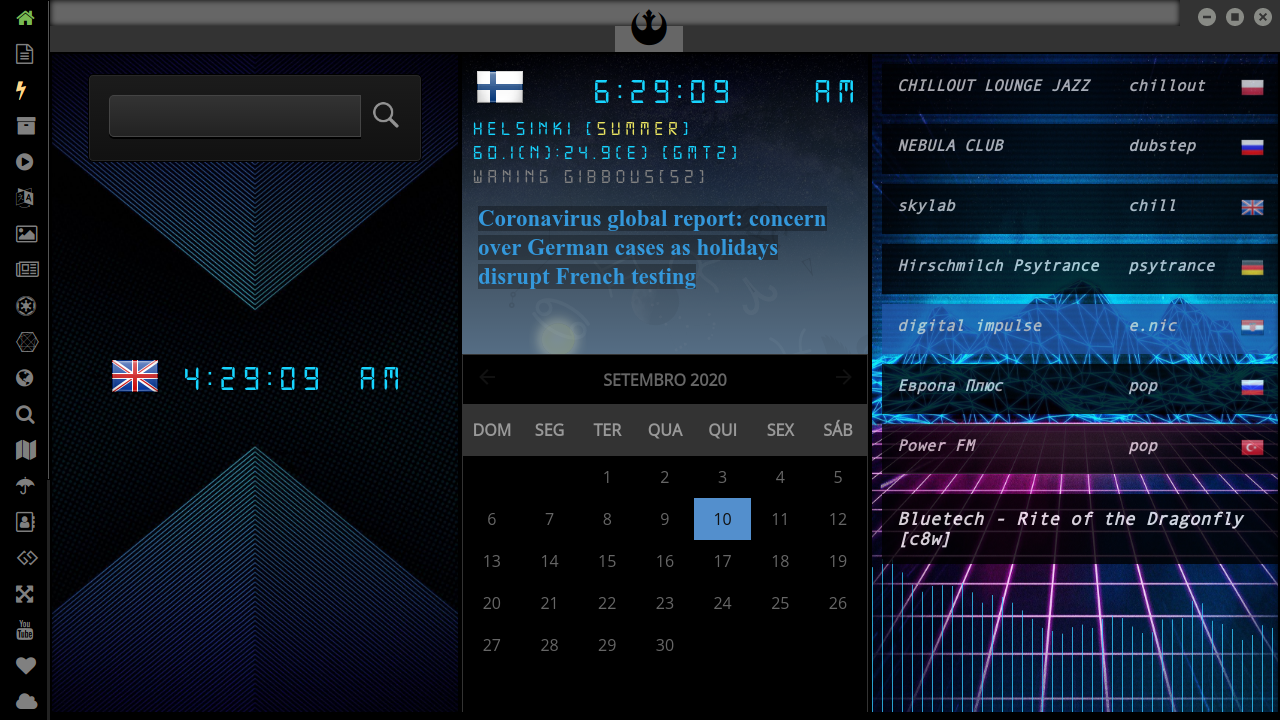 6:29:09 AM
HELSINKI (SUMMER)
60.1(N):24.9(E) (GMT2)
WANING GIBBOUS(52)
Coronavirus global report: concern
over German cases as holidays
disrupt French testing
4:29:09 AM
SETEMBRO 2020
DOM SEG TER QUA QUI SEX SÁB
1 2 3 4 5
6 7 8 9 10 11 12
13 14 15 16 17 18 19
20 21 22 23 24 25 26
27 28 29 30
CHILLOUT LOUNGE JAZZ chillout
NEBULA CLUB dubstep
skylab chill
Hirschmilch Psytrance psytrance
digital impulse e.nic
Европа Плюс pop
Power FM pop
Bluetech - Rite of the Dragonfly
[c8w]
You
Tube